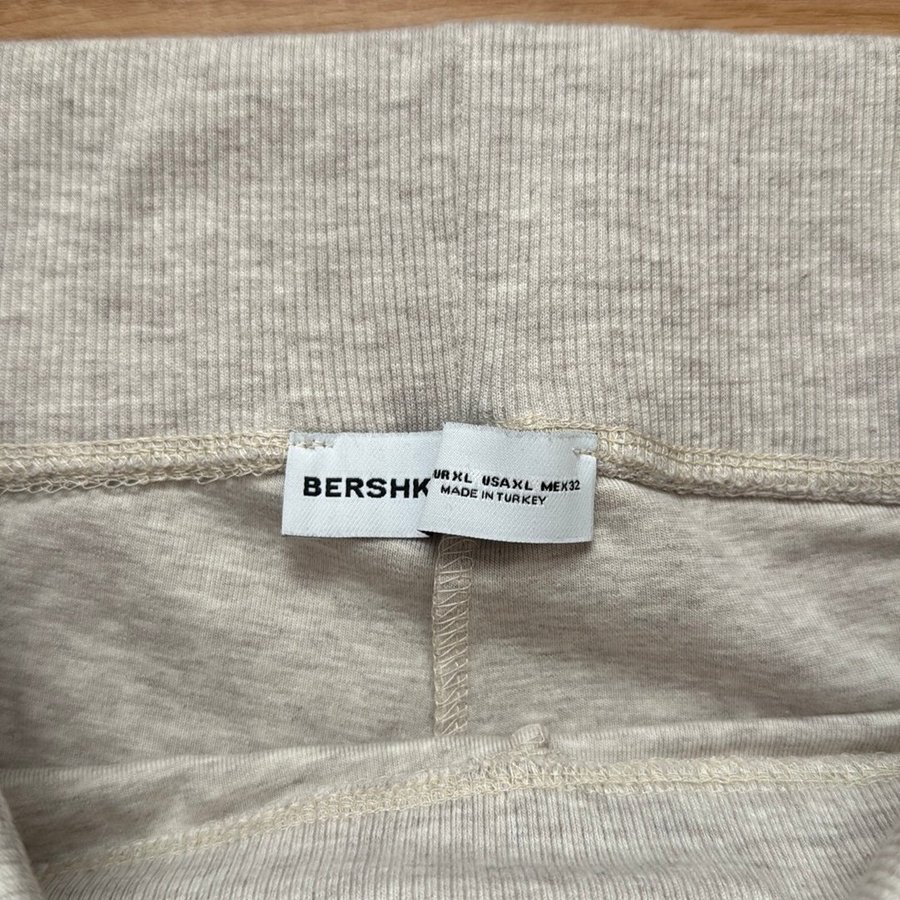 BERSHK
UR XL USA XL MEX 32
MADE IN TURKEY